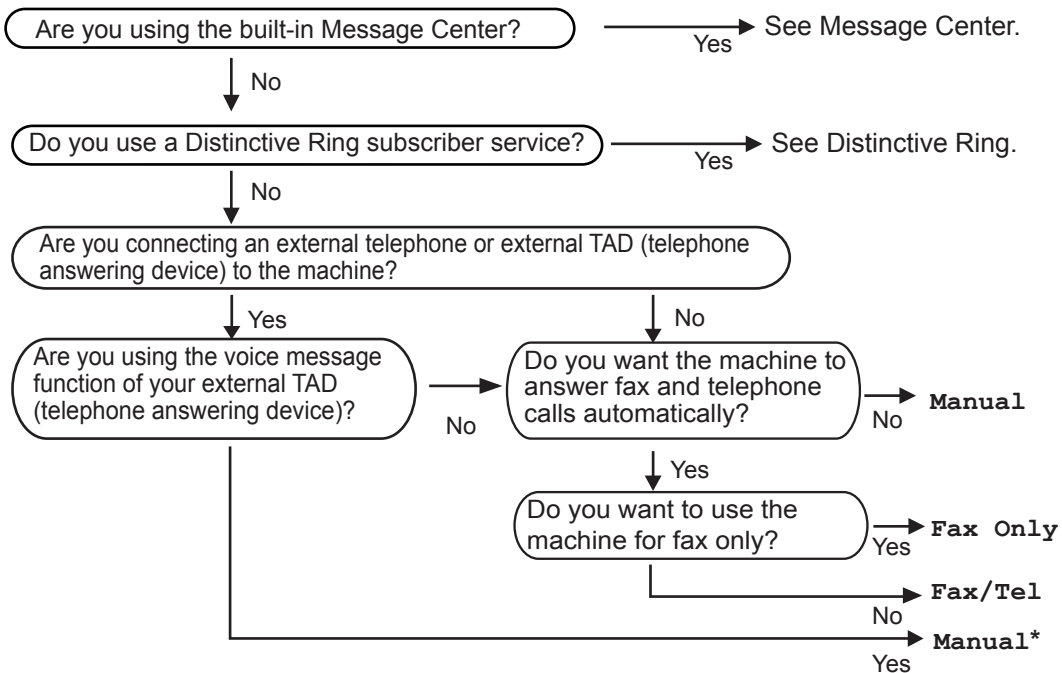 Are you using the built-in Message Center?
Yes
See Message Center.
No
Do you use a Distinctive Ring subscriber service?
Yes
See Distinctive Ring.
No
Are you connecting an external telephone or external TAD (telephone
answering device) to the machine?
Yes
No
Are you using the voice message
function of your external TAD
(telephone answering device)?
No
Do you want the machine to
answer fax and telephone
calls automatically?
No
Manual
Yes
Do you want to use the
machine for fax only?
Yes
Fax Only
No
Fax/Tel
Yes
Manual*